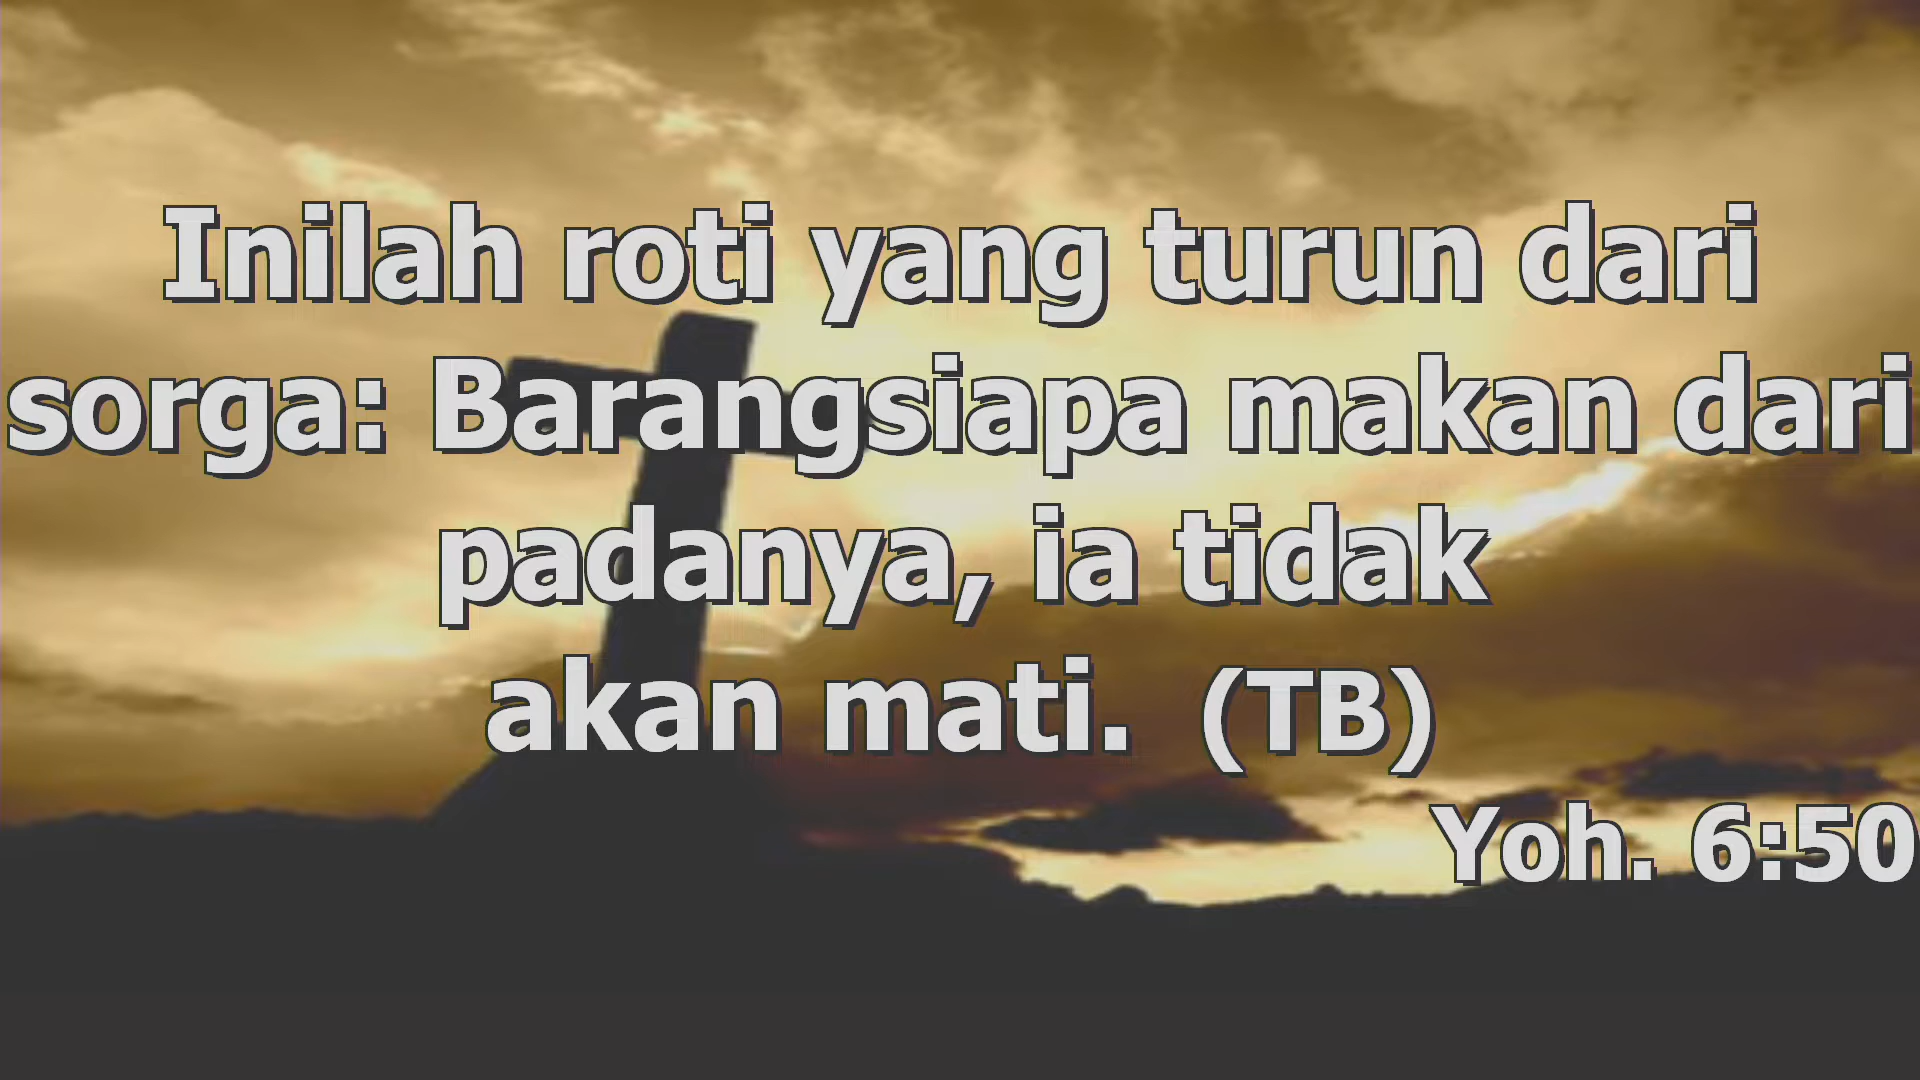 Inilah roti yang turun dari
sorga: Barangsiapa makan dari
padanya, ia tidak
akan mati. (TB)
Yoh. 6:50